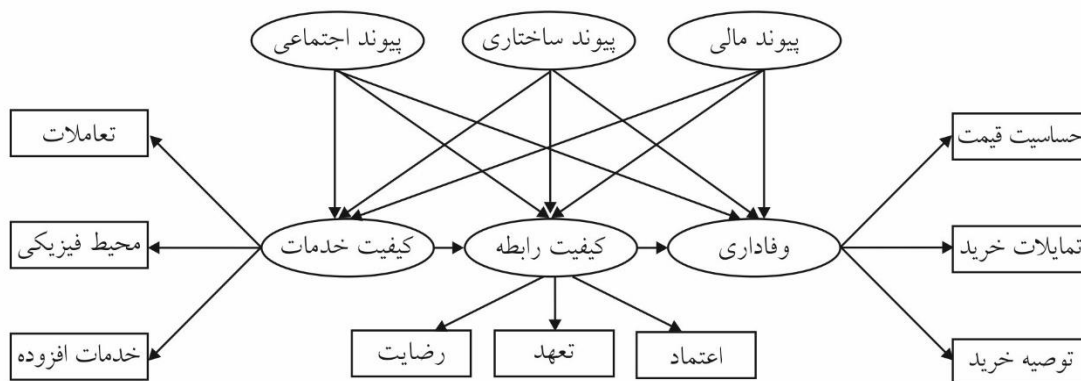 پیوند مالی
پیوند ساختاری
پیوند اجتماعی
حساسیت قیمت
تعاملات
تمایلات خرید
وفاداری
کیفیت رابطه
کیفیت خدمات
محیط فیزیکی
توصیه خرید
اعتماد
تعهد
رضایت
خدمات افزوده